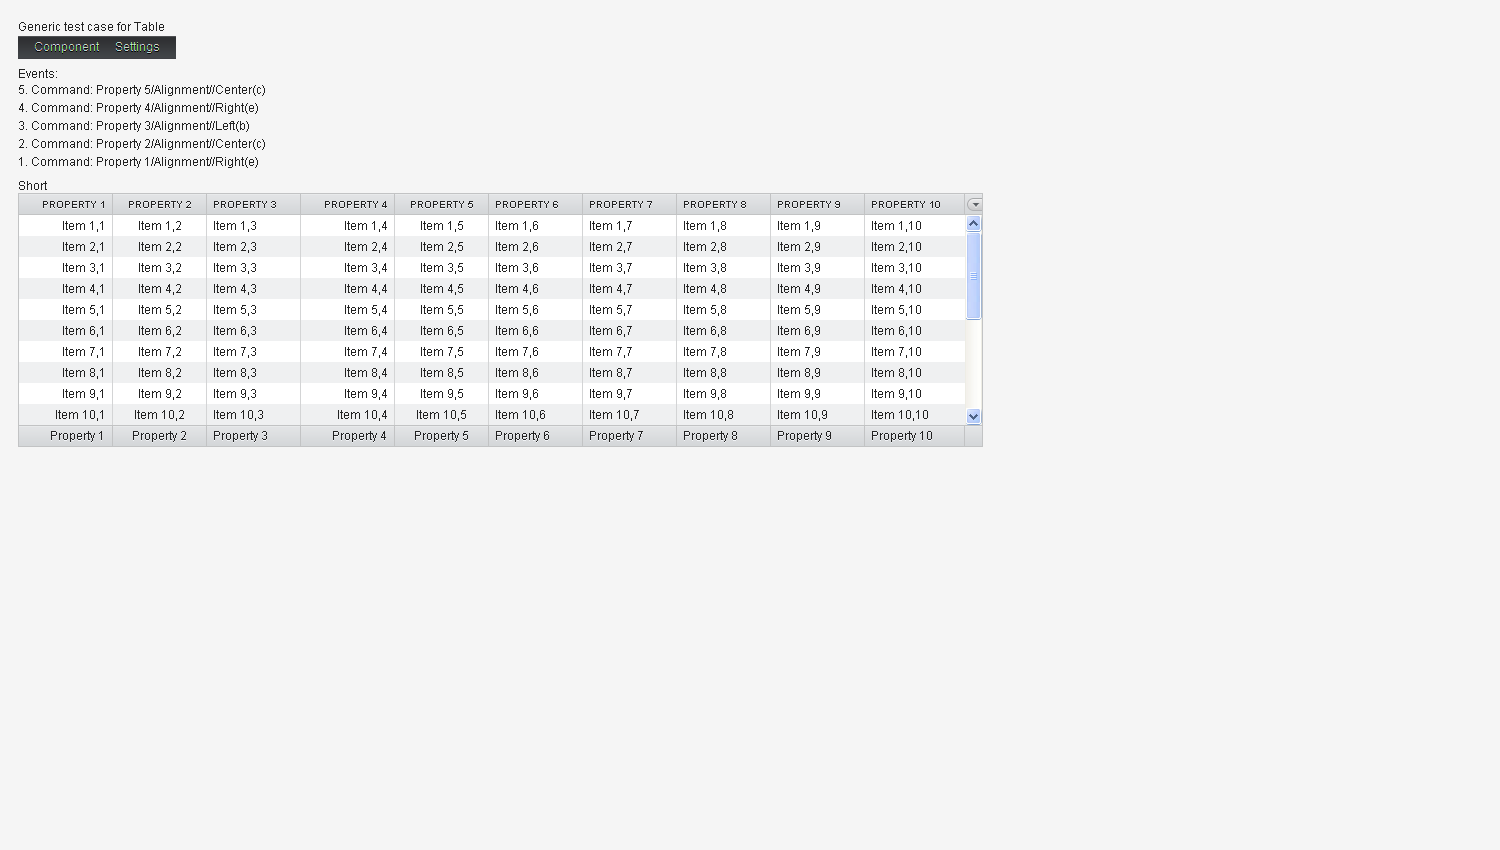 Generic test case for Table
Component Settings
Events:
5. Command: Property 5/Alignment//Center(c)
4. Command: Property 4/Alignment//Right(e)
3. Command: Property 3/Alignment//Left(b)
2. Command: Property 2/Alignment//Center(c)
1. Command: Property 1/Alignment//Right(e)
Short
PROPERTY 1 PROPERTY 2 PROPERTY 3 PROPERTY 4 PROPERTY 5 PROPERTY 6 PROPERTY 7 PROPERTY 8 PROPERTY 9 PROPERTY 10
Item 1,1 Item 1,2 Item 1,3 Item 1,4 Item 1,5 Item 1,6 Item 1,7 Item 1,8 Item 1,9 Item 1,10
Item 2,1 Item 2,2 Item 2,3 Item 2,4 Item 2,5 Item 2,6 Item 2,7 Item 2,8 Item 2,9 Item 2,10
Item 3,1 Item 3,2 Item 3,3 Item 3,4 Item 3,5 Item 3,6 Item 3,7 Item 3,8 Item 3,9 Item 3,10
Item 4,1 Item 4,2 Item 4,3 Item 4,4 Item 4,5 Item 4,6 Item 4,7 Item 4,8 Item 4,9 Item 4,10
Item 5,1 Item 5,2 Item 5,3 Item 5,4 Item 5,5 Item 5,6 Item 5,7 Item 5,8 Item 5,9 Item 5,10
Item 6,1 Item 6,2 Item 6,3 Item 6,4 Item 6,5 Item 6,6 Item 6,7 Item 6,8 Item 6,9 Item 6,10
Item 7,1 Item 7,2 Item 7,3 Item 7,4 Item 7,5 Item 7,6 Item 7,7 Item 7,8 Item 7,9 Item 7,10
Item 8,1 Item 8,2 Item 8,3 Item 8,4 Item 8,5 Item 8,6 Item 8,7 Item 8,8 Item 8,9 Item 8,10
Item 9,1 Item 9,2 Item 9,3 Item 9,4 Item 9,5 Item 9,6 Item 9,7 Item 9,8 Item 9,9 Item 9,10
Item 10,1 Item 10,2 Item 10,3 Item 10,4 Item 10,5 Item 10,6 Item 10,7 Item 10,8 Item 10,9 Item 10,10
Property 1 Property 2 Property 3 Property 4 Property 5 Property 6 Property 7 Property 8 Property 9 Property 10